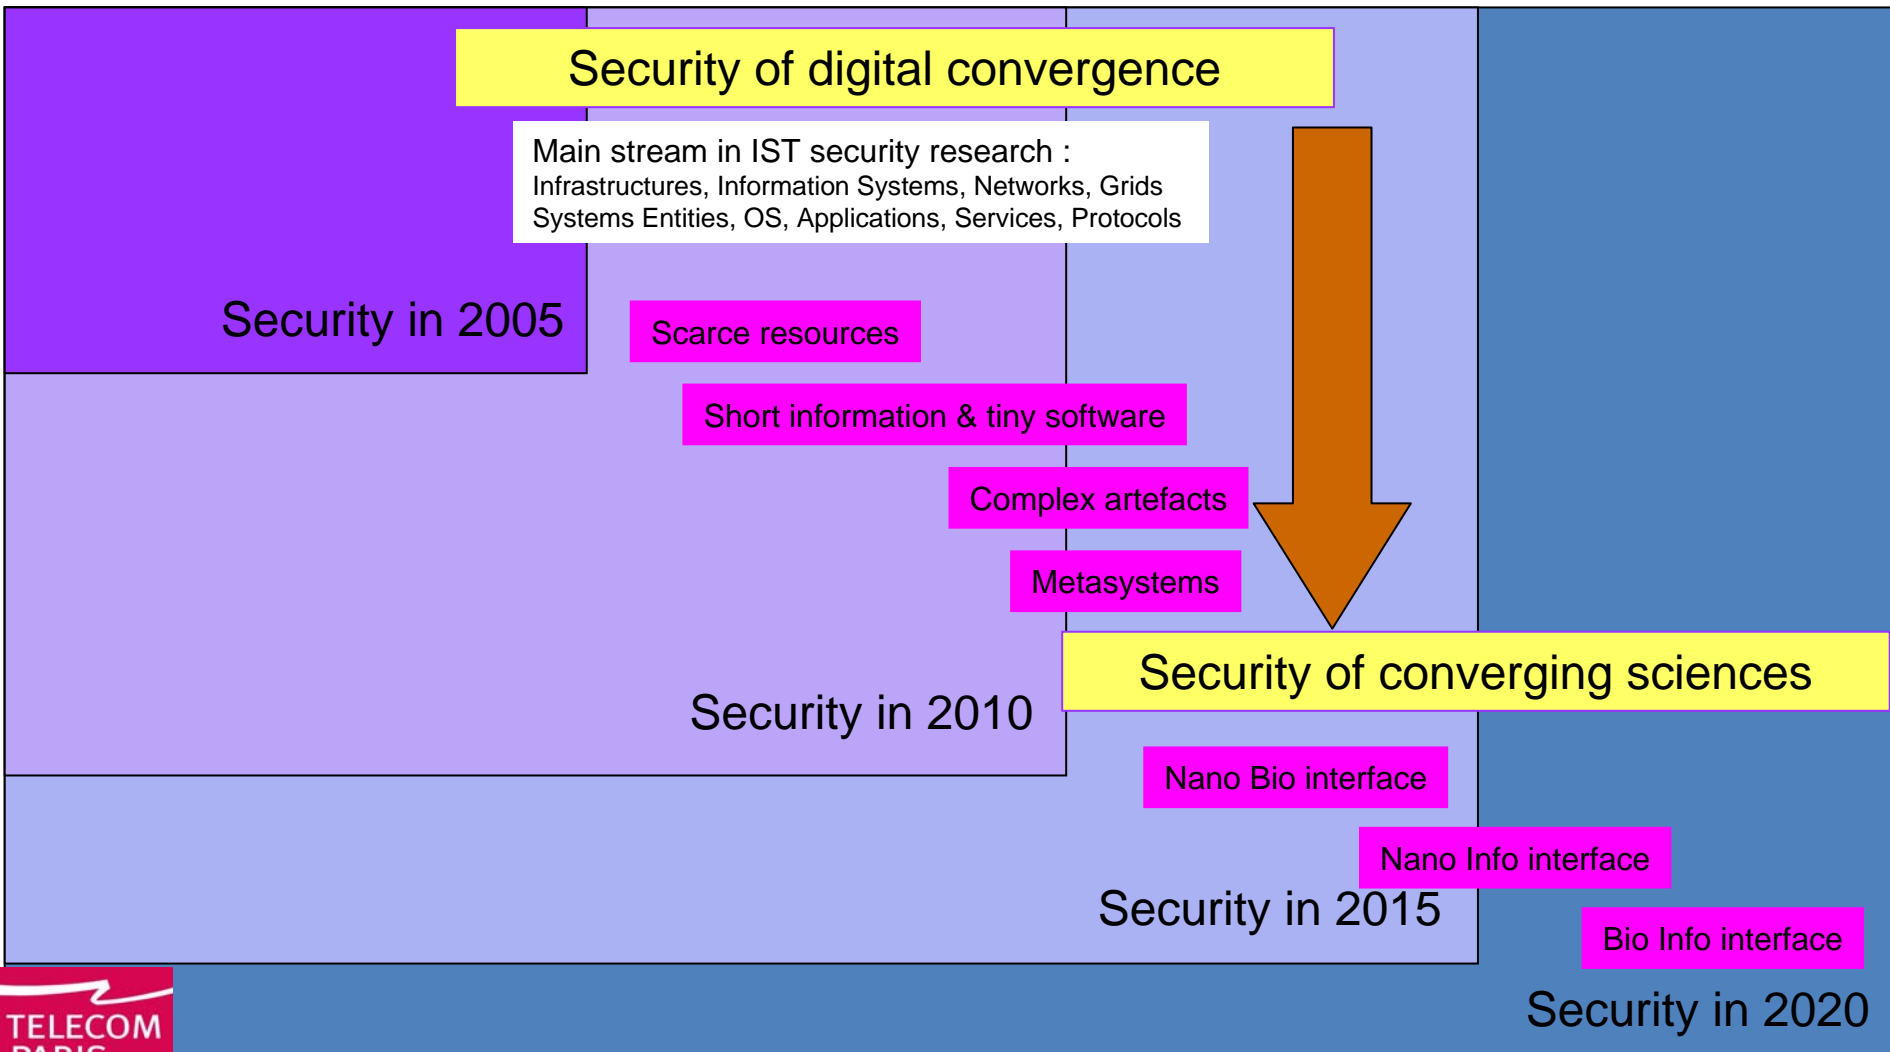 Security of digital convergence
Main stream in IST security research :
Infrastructures, Information Systems, Networks, Grids
Systems Entities, OS, Applications, Services, Protocols
Security in 2005
Scarce resources
Short information & tiny software
Complex artefacts
Metasystems
Security of converging sciences
Security in 2010
Nano Bio interface
Nano Info interface
Security in 2015
Bio Info interface
Security in 2020
TELECOM
PARIS